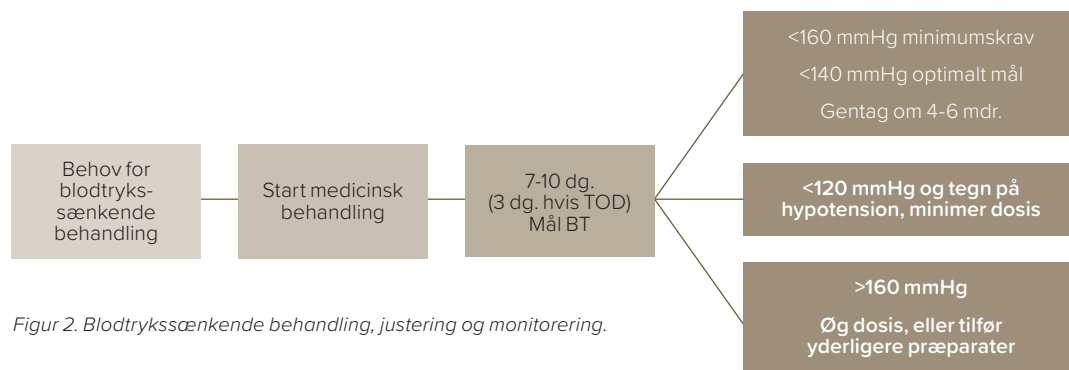 Behov for
blodtryks-
sænkende
behandling
Start medicinsk
behandling
7-10 dg.
(3 dg. hvis TOD)
Mål BT
<160 mmHg minimumskrav
<140 mmHg optimalt mål
Gentag om 4-6 mdr.
<120 mmHg og tegn på
hypotension, minimer dosis
>160 mmHg
Øg dosis, eller tilfør
yderligere præparater
Figur 2. Blodtrykssænkende behandling, justering og monitorering.